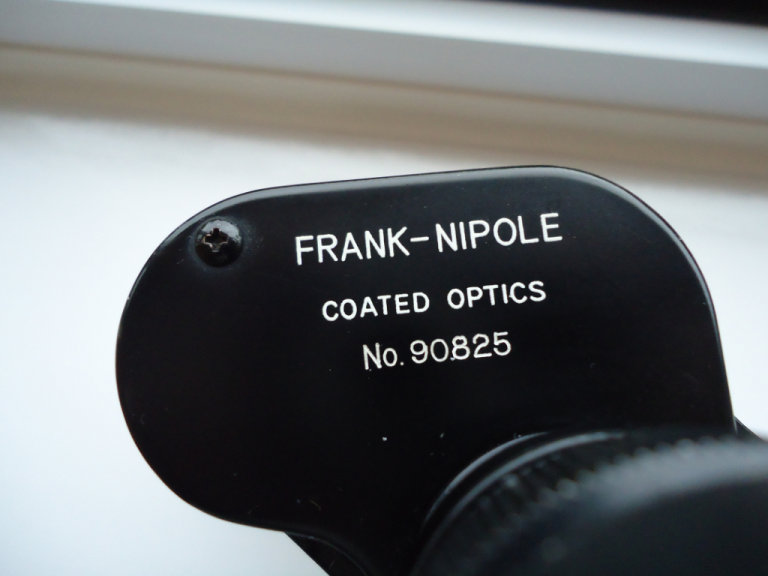 FRANK-NIPOLE
COATED OPTICS
No. 90825